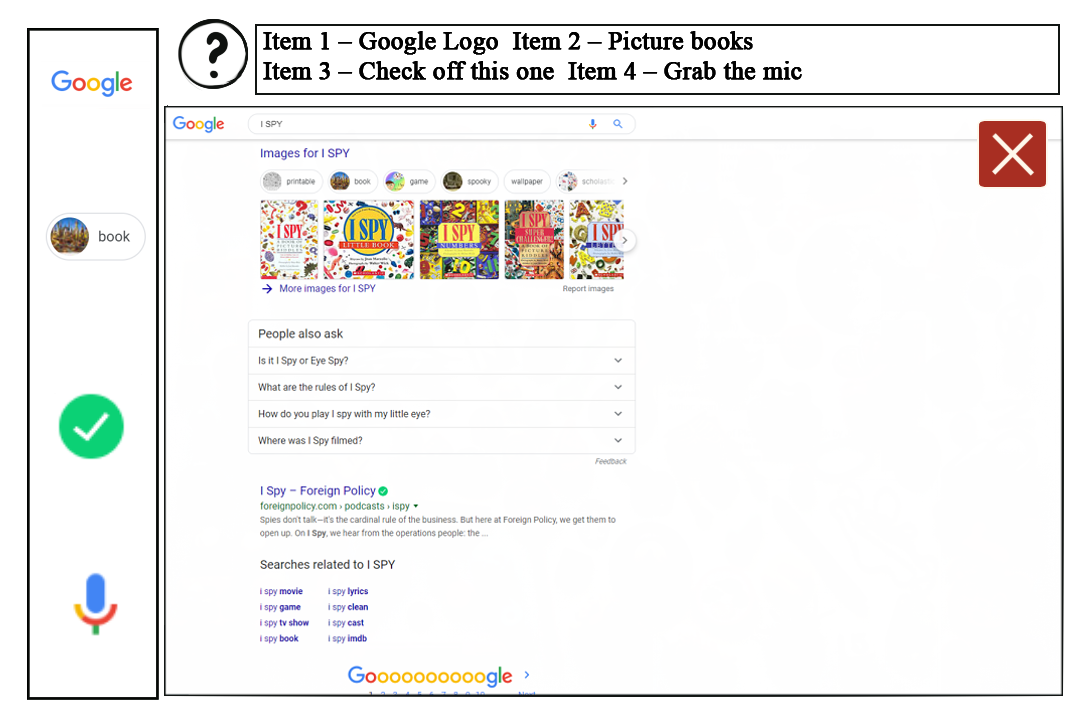 Item 1 – Google Logo Item 2 – Picture books
Item 3 – Check off this one Item 4 – Grab the mic
?
Google
book
Google
I SPY
Images for I SPY
printable book game spooky wallpaper scholastic
I SPY
I SPY LITTLE BOOK
SCHOLASTIC
I SPY NUMBERS
I SPY SUPER CHALLENGER! PICTURE RIDDLES
I SPY
More images for I SPY
Report images
People also ask
Is it I Spy or Eye Spy?
What are the rules of I Spy?
How do you play I spy with my little eye?
Where was I Spy filmed?
Feedback
I Spy – Foreign Policy
foreignpolicy.com › podcasts › ispy
Spies don't talk—it's the cardinal rule of the business. But here at Foreign Policy, we get them to
open up. On I Spy, we hear from the operations people: the ...
Searches related to I SPY
i spy movie i spy lyrics
i spy game i spy clean
i spy tv show i spy cast
i spy book i spy imdb
Goooooooooogle